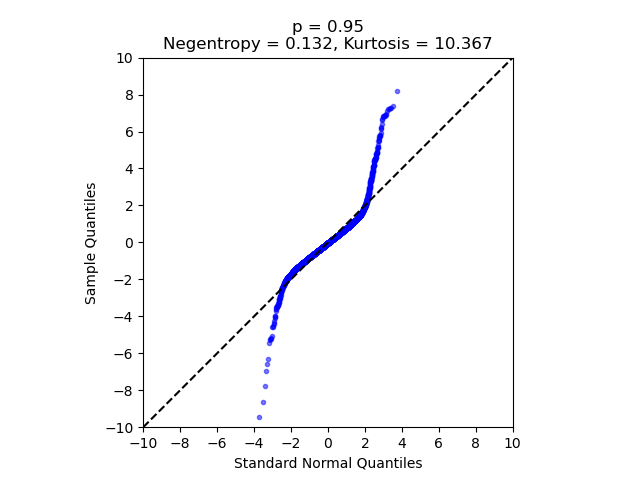 p = 0.95
Negentropy = 0.132, Kurtosis = 10.367
10
8
6
4
2
0
−2
−4
−6
−8
−10
Sample Quantiles
−10 −8 −6 −4 −2 0 2 4 6 8 10
Standard Normal Quantiles